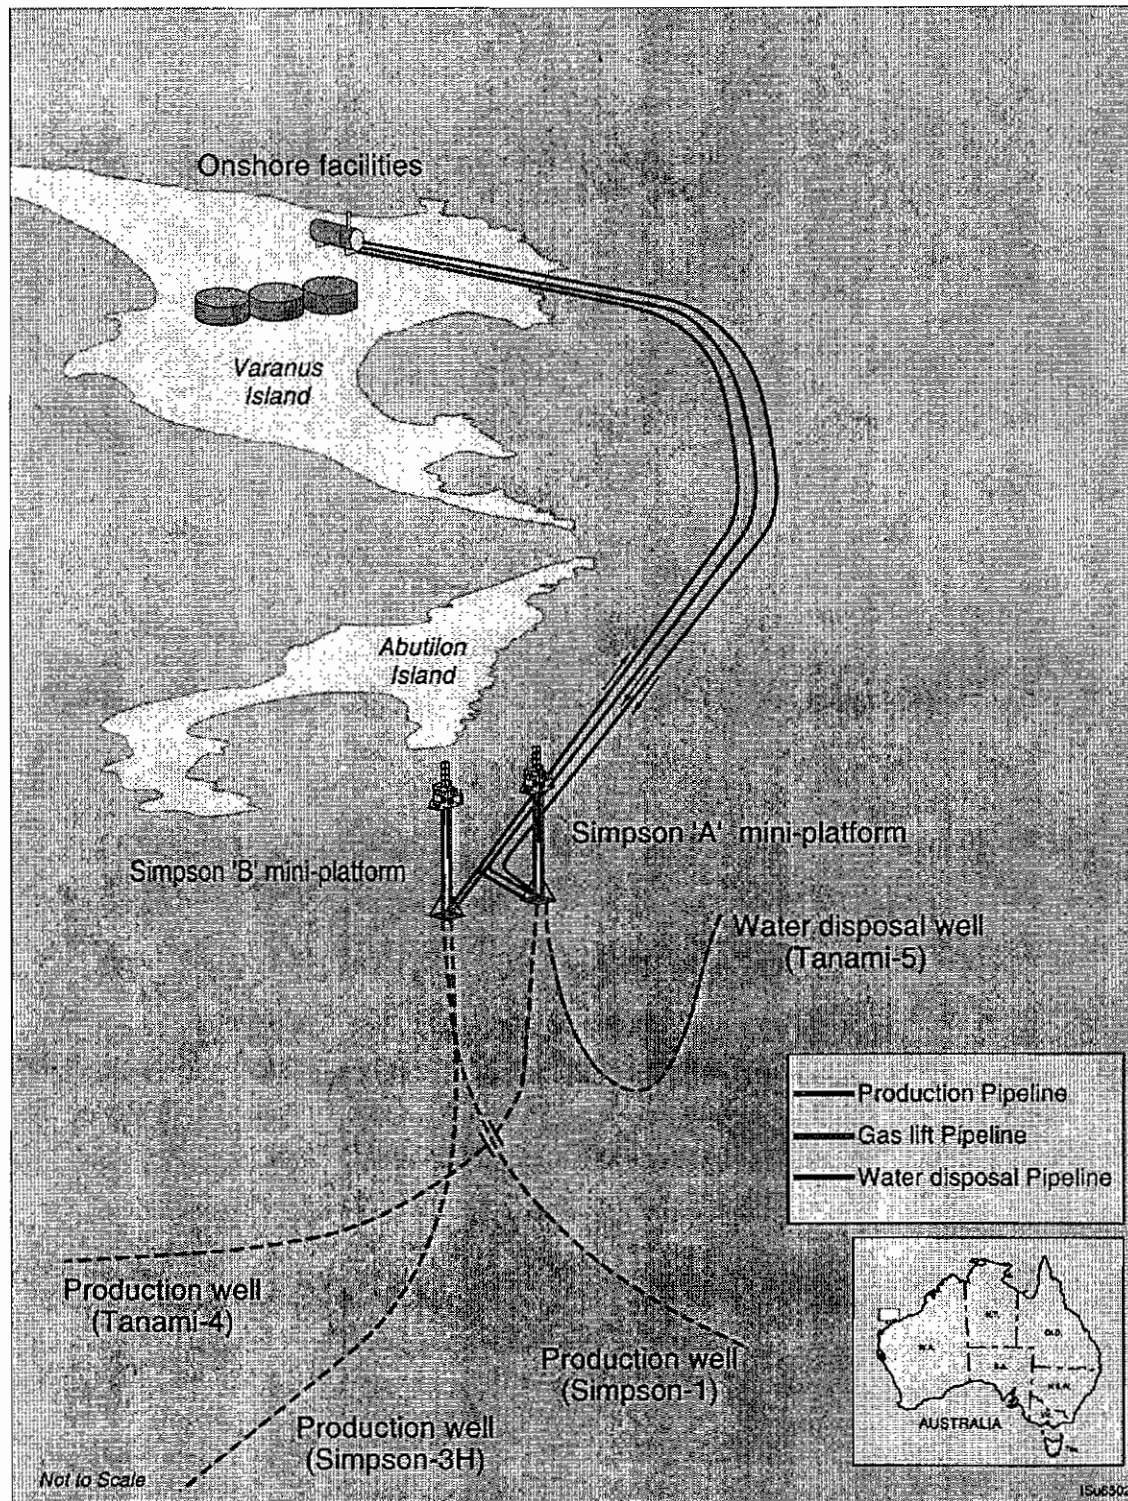 Onshore facilities
Varanus
Island
Abutilon
Island
Simpson 'A' mini-platform
Simpson 'B' mini-platform
Water disposal well
(Tanami-5)
Production Pipeline
Gas lift Pipeline
Water disposal Pipeline
Production well
(Tanami-4)
Production well
(Simpson-1)
Production well
(Simpson-3H)
Not to Scale
W.A.
N.T.
QLD.
S.A.
N.S.W.
AUSTRALIA